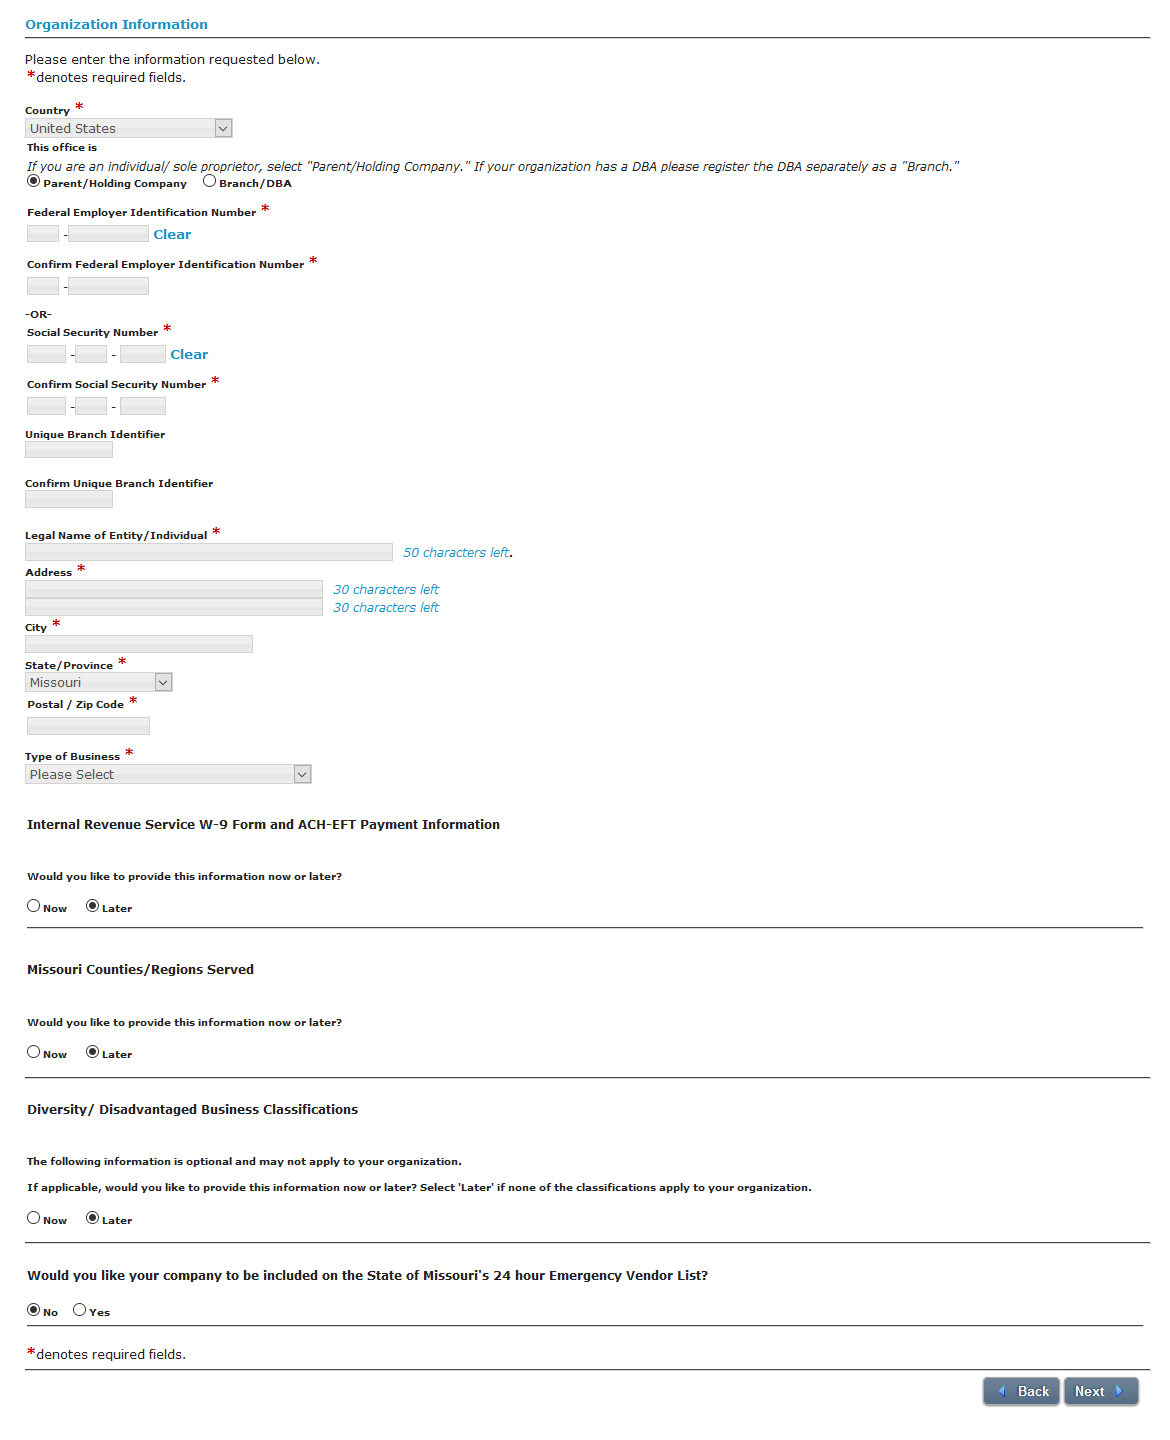 Organization Information
Please enter the information requested below.
*denotes required fields.
Country *
United States
This office is
If you are an individual/ sole proprietor, select "Parent/Holding Company." If your organization has a DBA please register the DBA separately as a "Branch."
Parent/Holding Company Branch/DBA
Federal Employer Identification Number *
- Clear
Confirm Federal Employer Identification Number *
-
-OR-
Social Security Number *
- - Clear
Confirm Social Security Number *
- -
Unique Branch Identifier
Confirm Unique Branch Identifier
Legal Name of Entity/Individual *
50 characters left.
Address *
30 characters left
30 characters left
City *
State/Province *
Missouri
Postal / Zip Code *
Type of Business *
Please Select
Internal Revenue Service W-9 Form and ACH-EFT Payment Information
Would you like to provide this information now or later?
Now Later
Missouri Counties/Regions Served
Would you like to provide this information now or later?
Now Later
Diversity/ Disadvantaged Business Classifications
The following information is optional and may not apply to your organization.
If applicable, would you like to provide this information now or later? Select 'Later' if none of the classifications apply to your organization.
Now Later
Would you like your company to be included on the State of Missouri's 24 hour Emergency Vendor List?
No Yes
*denotes required fields.
Back Next